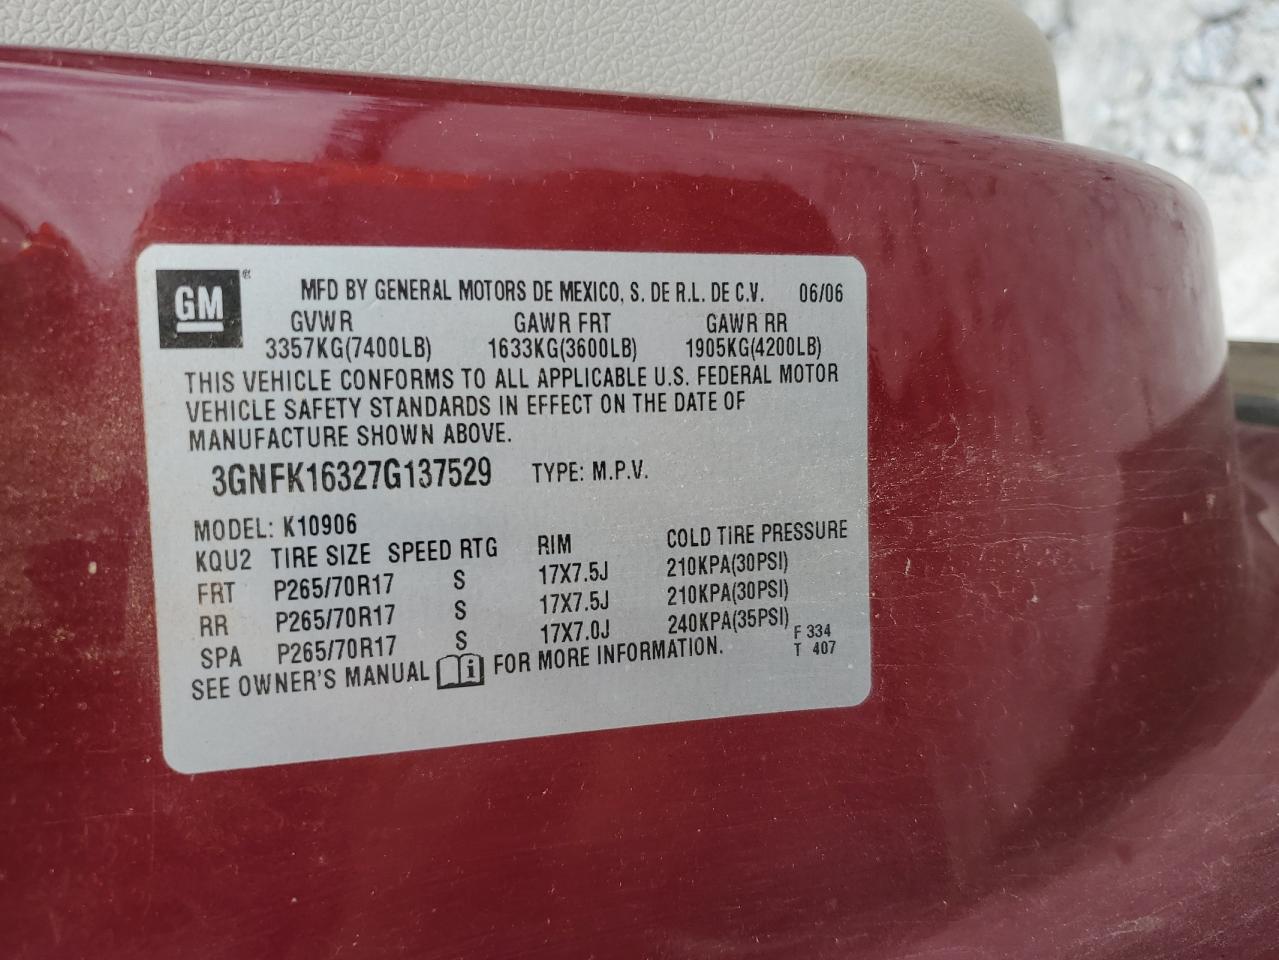 GM® MFD BY GENERAL MOTORS DE MEXICO, S. DE R.L. DE C.V. 06/06
GVWR GAWR FRT GAWR RR
3357KG(7400LB) 1633KG(3600LB) 1905KG(4200LB)
THIS VEHICLE CONFORMS TO ALL APPLICABLE U.S. FEDERAL MOTOR
VEHICLE SAFETY STANDARDS IN EFFECT ON THE DATE OF
MANUFACTURE SHOWN ABOVE.
3GNFK16327G137529 TYPE: M.P.V.
MODEL: K10906
KQU2 TIRE SIZE SPEED RTG RIM COLD TIRE PRESSURE
FRT P265/70R17 S 17X7.5J 210KPA(30PSI)
RR P265/70R17 S 17X7.5J 210KPA(30PSI)
SPA P265/70R17 S 17X7.0J 240KPA(35PSI) F 334
SEE OWNER'S MANUAL i FOR MORE INFORMATION. T 407